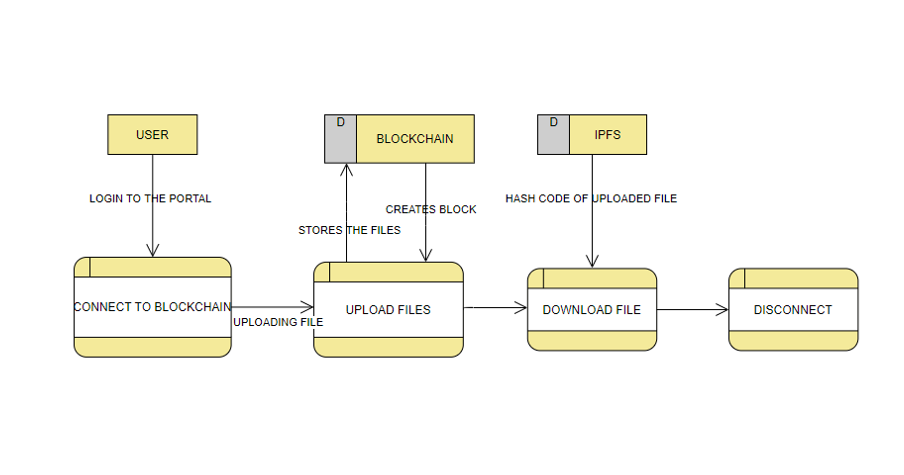 USER
D
BLOCKCHAIN
D
IPFS
LOGIN TO THE PORTAL
CREATES BLOCK
HASH CODE OF UPLOADED FILE
STORES THE FILES
CONNECT TO BLOCKCHAIN
UPLOADING FILE
UPLOAD FILES
DOWNLOAD FILE
DISCONNECT